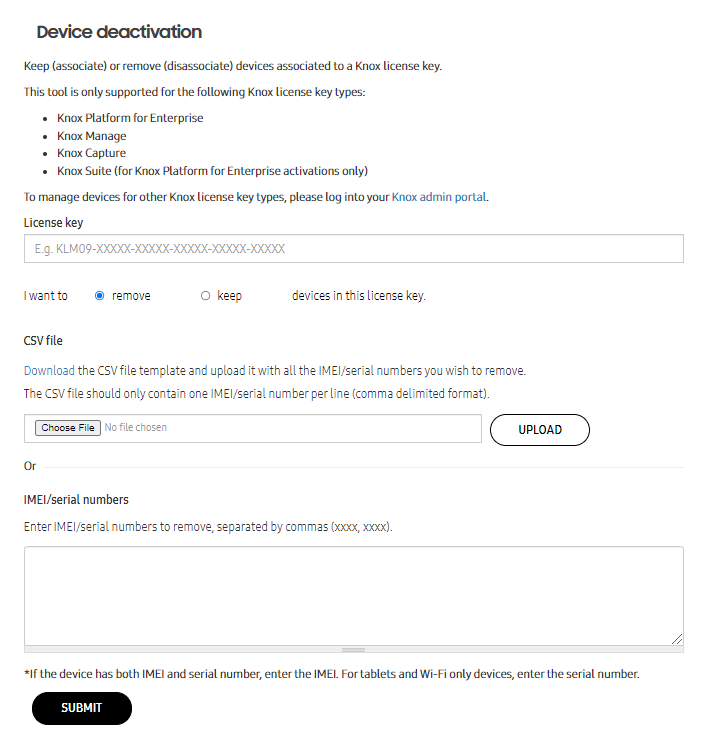 Device deactivation
Keep (associate) or remove (disassociate) devices associated to a Knox license key.
This tool is only supported for the following Knox license key types:
• Knox Platform for Enterprise
• Knox Manage
• Knox Capture
• Knox Suite (for Knox Platform for Enterprise activations only)
To manage devices for other Knox license key types, please log into your Knox admin portal.
License key
E.g. KLM09-XXXXX-XXXXX-XXXXX-XXXXX-XXXXX
I want to remove keep devices in this license key.
CSV file
Download the CSV file template and upload it with all the IMEI/serial numbers you wish to remove.
The CSV file should only contain one IMEI/serial number per line (comma delimited format).
Choose File No file chosen UPLOAD
Or
IMEI/serial numbers
Enter IMEI/serial numbers to remove, separated by commas (xxxx, xxxx).
*If the device has both IMEI and serial number, enter the IMEI. For tablets and Wi-Fi only devices, enter the serial number.
SUBMIT